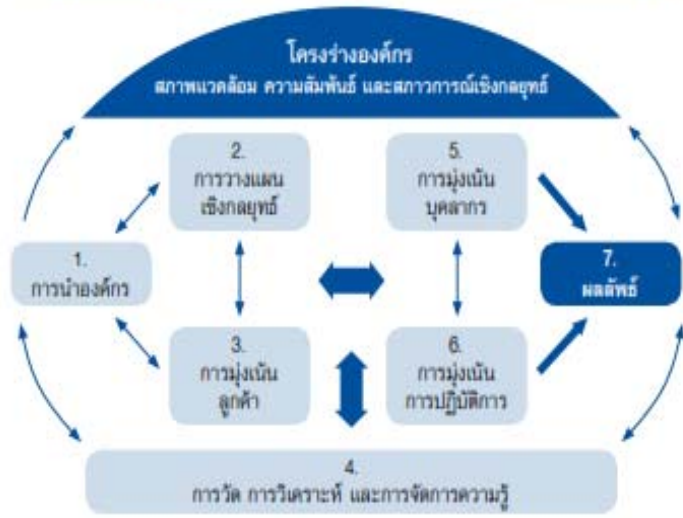 โครงร่างองค์กร
สภาพแวดล้อม ความสัมพันธ์ และสภาวการณ์เชิงกลยุทธ์
2.
การวางแผน
เชิงกลยุทธ์
5.
การมุ่งเน้น
บุคลากร
1.
การนำองค์กร
7.
ผลลัพธ์
3.
การมุ่งเน้น
ลูกค้า
6.
การมุ่งเน้น
การปฏิบัติการ
4.
การวัด การวิเคราะห์ และการจัดการความรู้